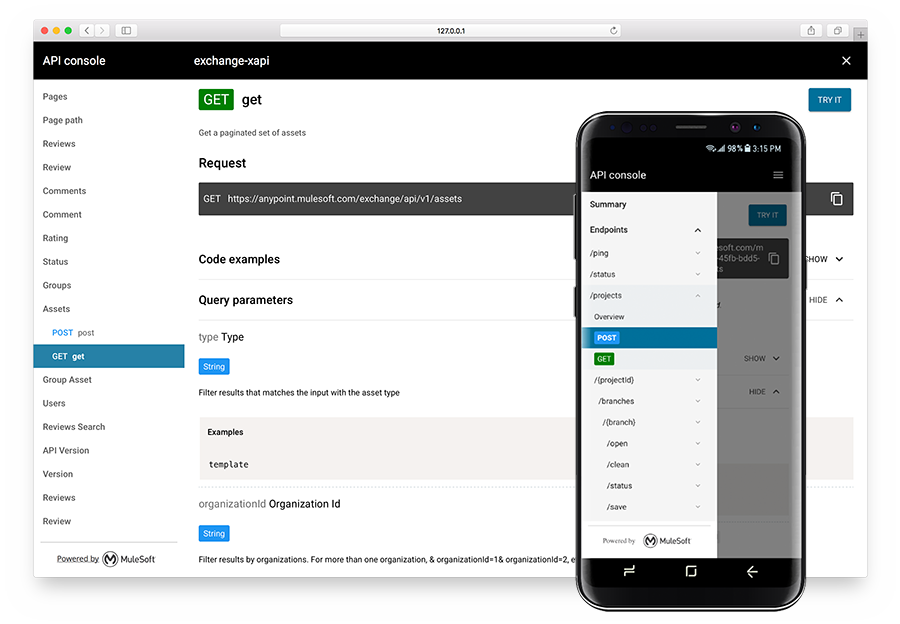 127.0.0.1
API console
exchange-xapi
Pages
Page path
Reviews
Review
Comments
Comment
Rating
Status
Groups
Assets
POST post
GET get
Group Asset
Users
Reviews Search
API Version
Version
Reviews
Review
Powered by MuleSoft
GET get
TRY IT
Get a paginated set of assets
Request
GET https://anypoint.mulesoft.com/exchange/api/v1/assets
Code examples
SHOW
Query parameters
HIDE
type Type
String
Filter results that matches the input with the asset type
Examples
template
organizationId Organization Id
String
Filter results by organizations. For more than one organization, & organizationId=1& organizationId=2, e
98% 3:15 PM
API console
Summary
Endpoints
/ping
/status
/projects
Overview
POST
GET
/{projectid}
/branches
/{branch}
/open
/clean
/status
/save
Powered by MuleSoft
TRY IT
esoft.com/m
-45fb-bdd5-
SHOW
HIDE